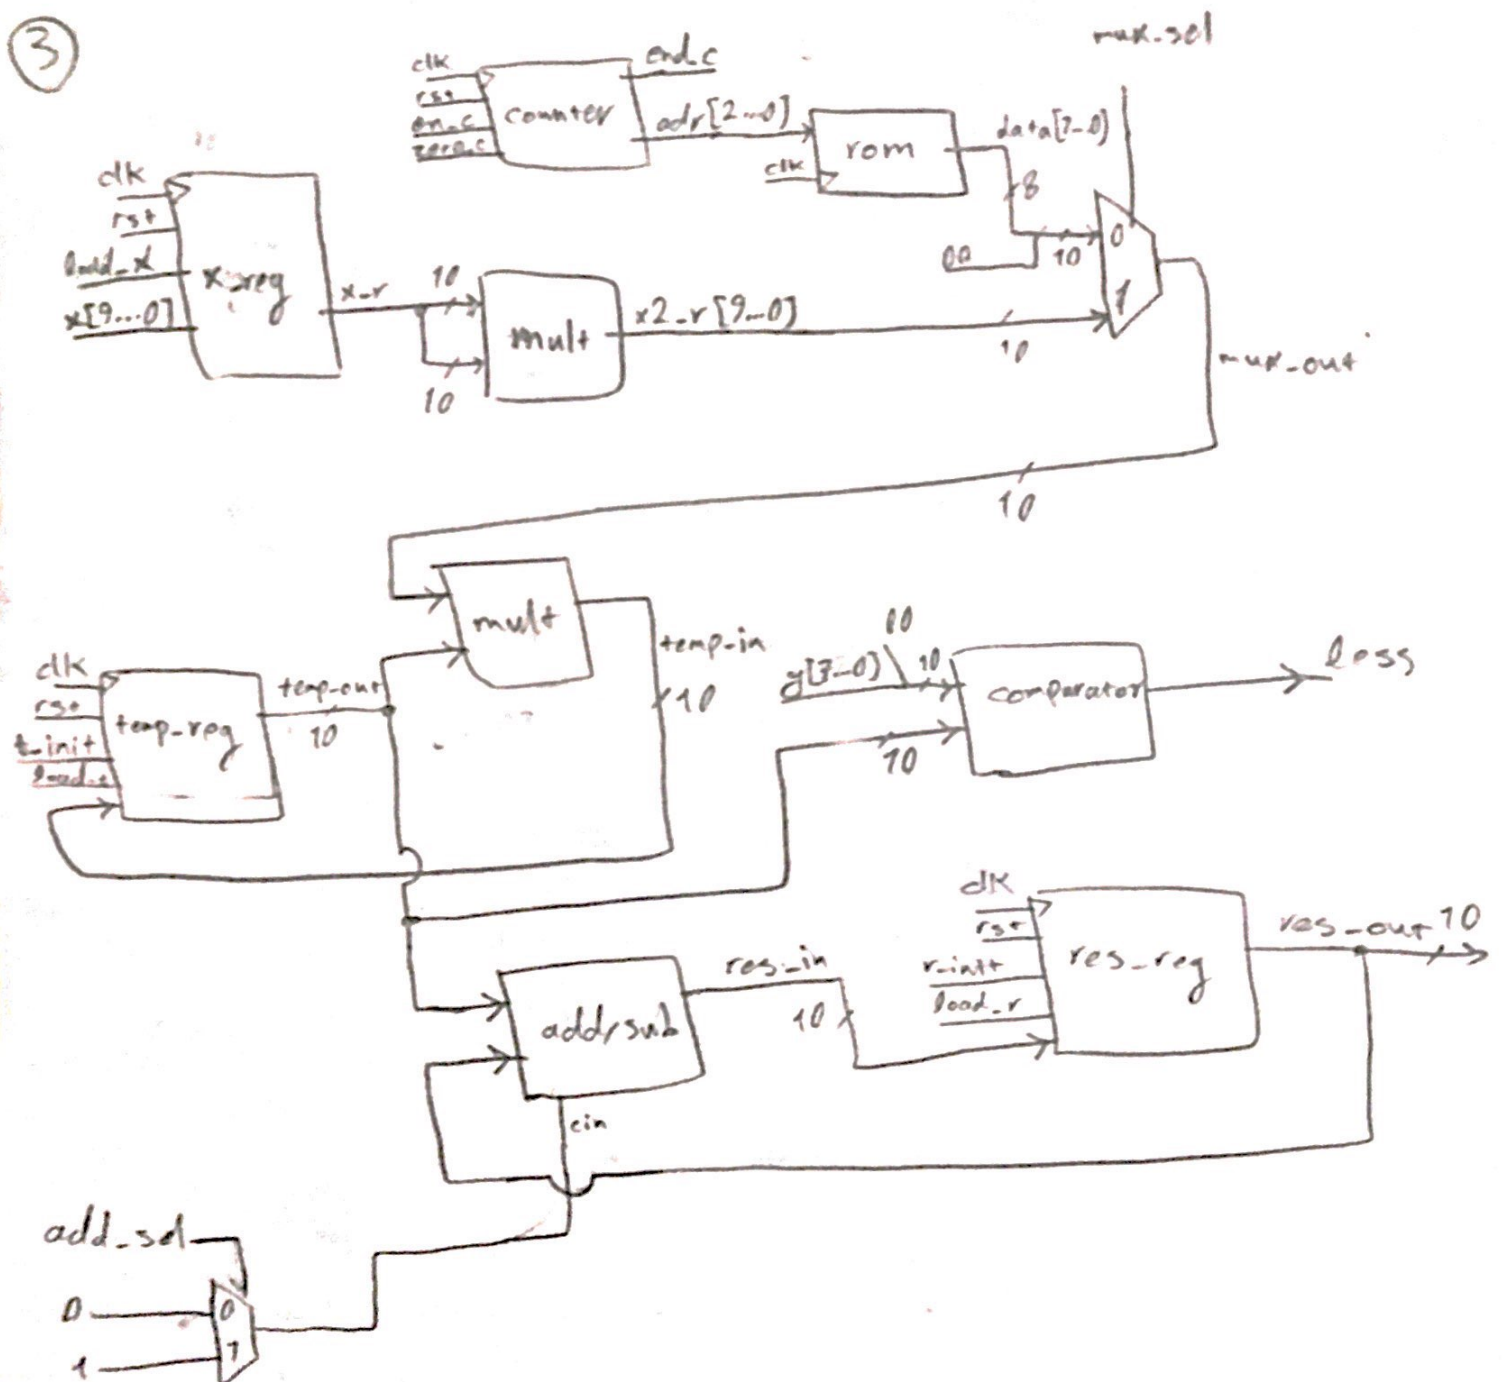 3
mux_sel
clk
end_c
rst
counter
en_c
adr[2...0]
zero_c
rom
clk
data[7-0]
8
clk
rst
load_x
x_reg
x[9...0]
x_r
10
10
mult
x2_r[9...0]
10
00
10
0
1
mux_out
10
mult
temp_in
10
clk
rst
t_init
temp_reg
temp_out
10
y[7-0]
00
10
comparator
less
10
clk
rst
r_init
load_r
res_reg
res_out
10
addrsub
res_in
10
cin
add_sel
0
0
1
1